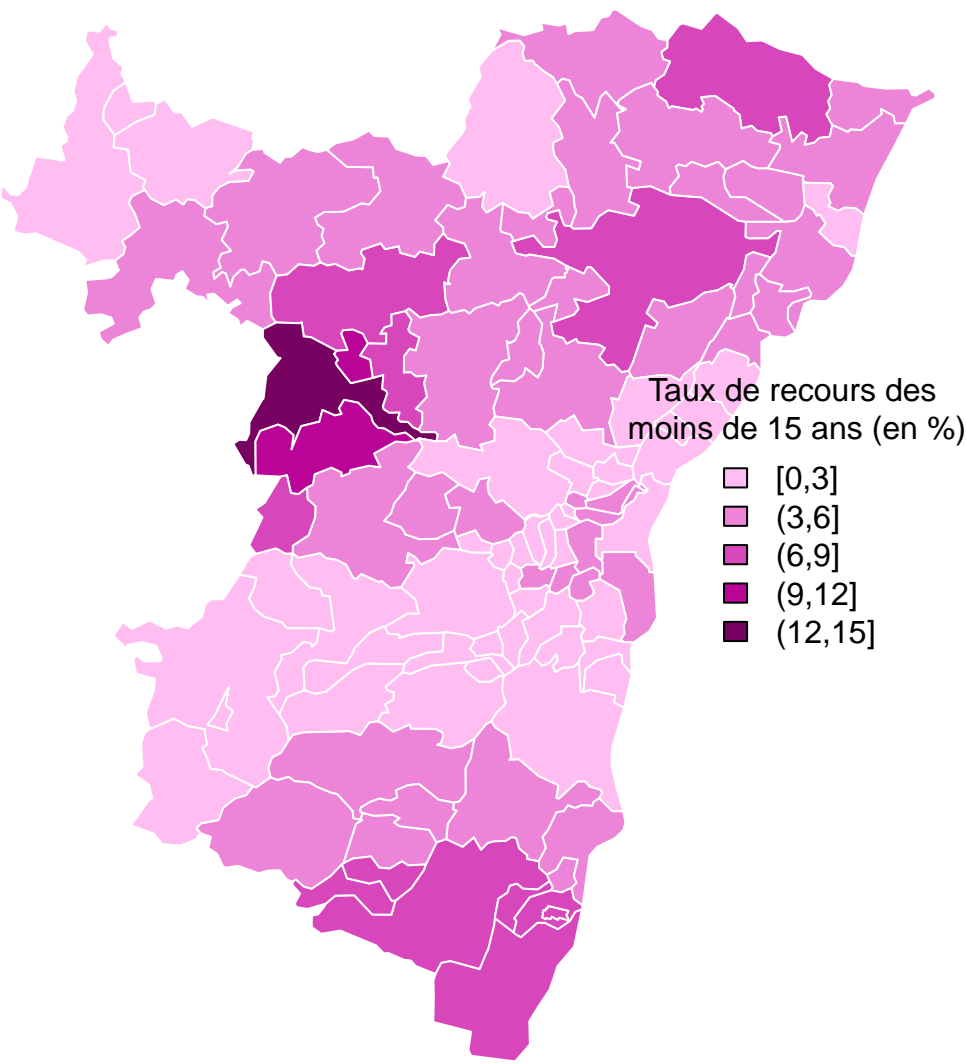 Taux de recours des
moins de 15 ans (en %)
[0,3]
(3,6]
(6,9]
(9,12]
(12,15]